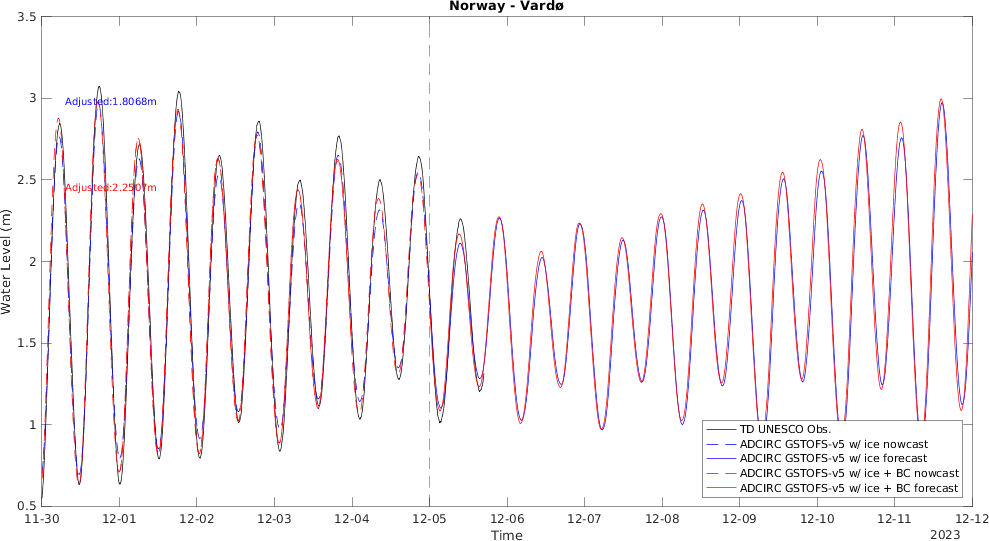 Norway - Vardø
3.5
3
2.5
2
1.5
1
0.5
Water Level (m)
Adjusted:1.8068m
Adjusted:2.2507m
TD UNESCO Obs.
ADCIRC GSTOFS-v5 w/ ice nowcast
ADCIRC GSTOFS-v5 w/ ice forecast
ADCIRC GSTOFS-v5 w/ ice + BC nowcast
ADCIRC GSTOFS-v5 w/ ice + BC forecast
11-30 12-01 12-02 12-03 12-04 12-05 12-06 12-07 12-08 12-09 12-10 12-11 12-12
Time
2023